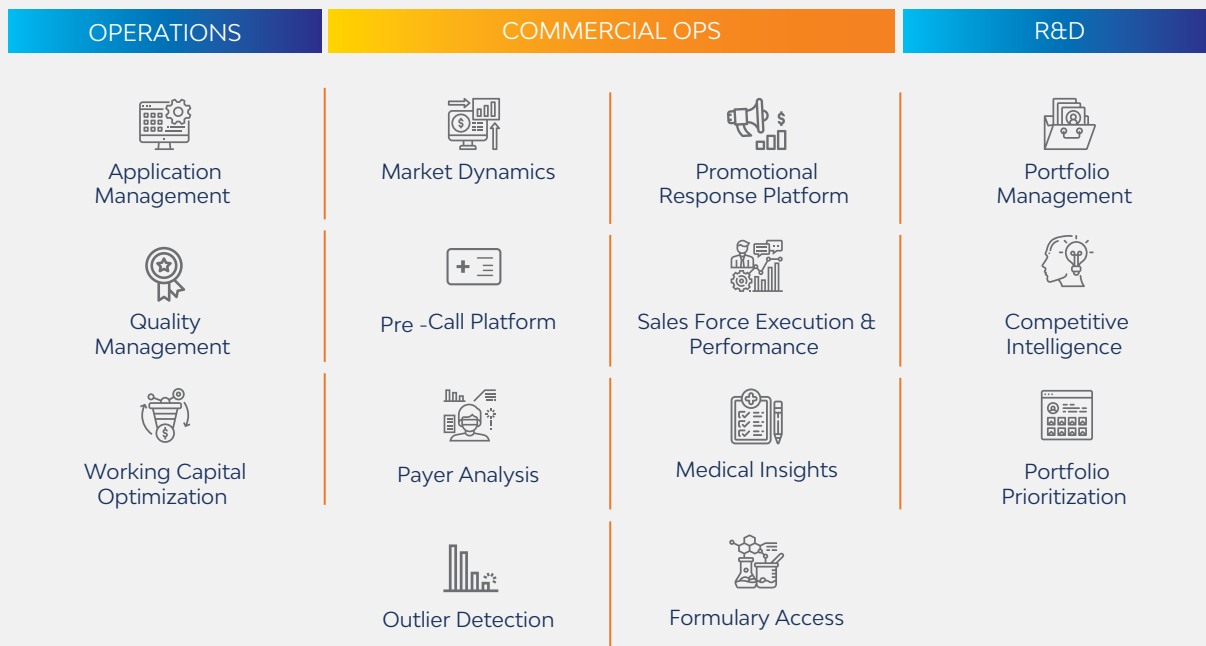 OPERATIONS
COMMERCIAL OPS
R&D
Application
Management
Market Dynamics
Promotional
Response Platform
Portfolio
Management
Quality
Management
Pre -Call Platform
Sales Force Execution &
Performance
Competitive
Intelligence
Working Capital
Optimization
Payer Analysis
Medical Insights
Portfolio
Prioritization
Outlier Detection
Formulary Access